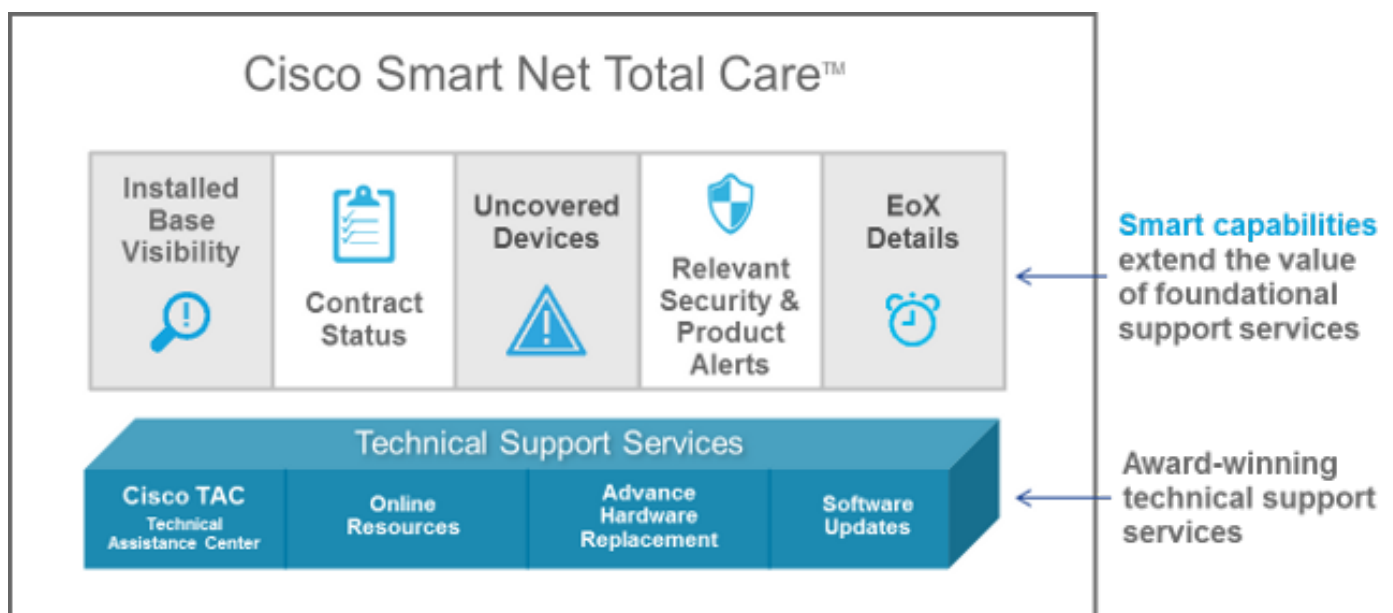 Cisco Smart Net Total Care™
Installed
Base
Visibility
Contract
Status
Uncovered
Devices
Relevant
Security &
Product
Alerts
EoX
Details
Smart capabilities
extend the value
of foundational
support services
Technical Support Services
Cisco TAC
Technical
Assistance Center
Online
Resources
Advance
Hardware
Replacement
Software
Updates
Award-winning
technical support
services